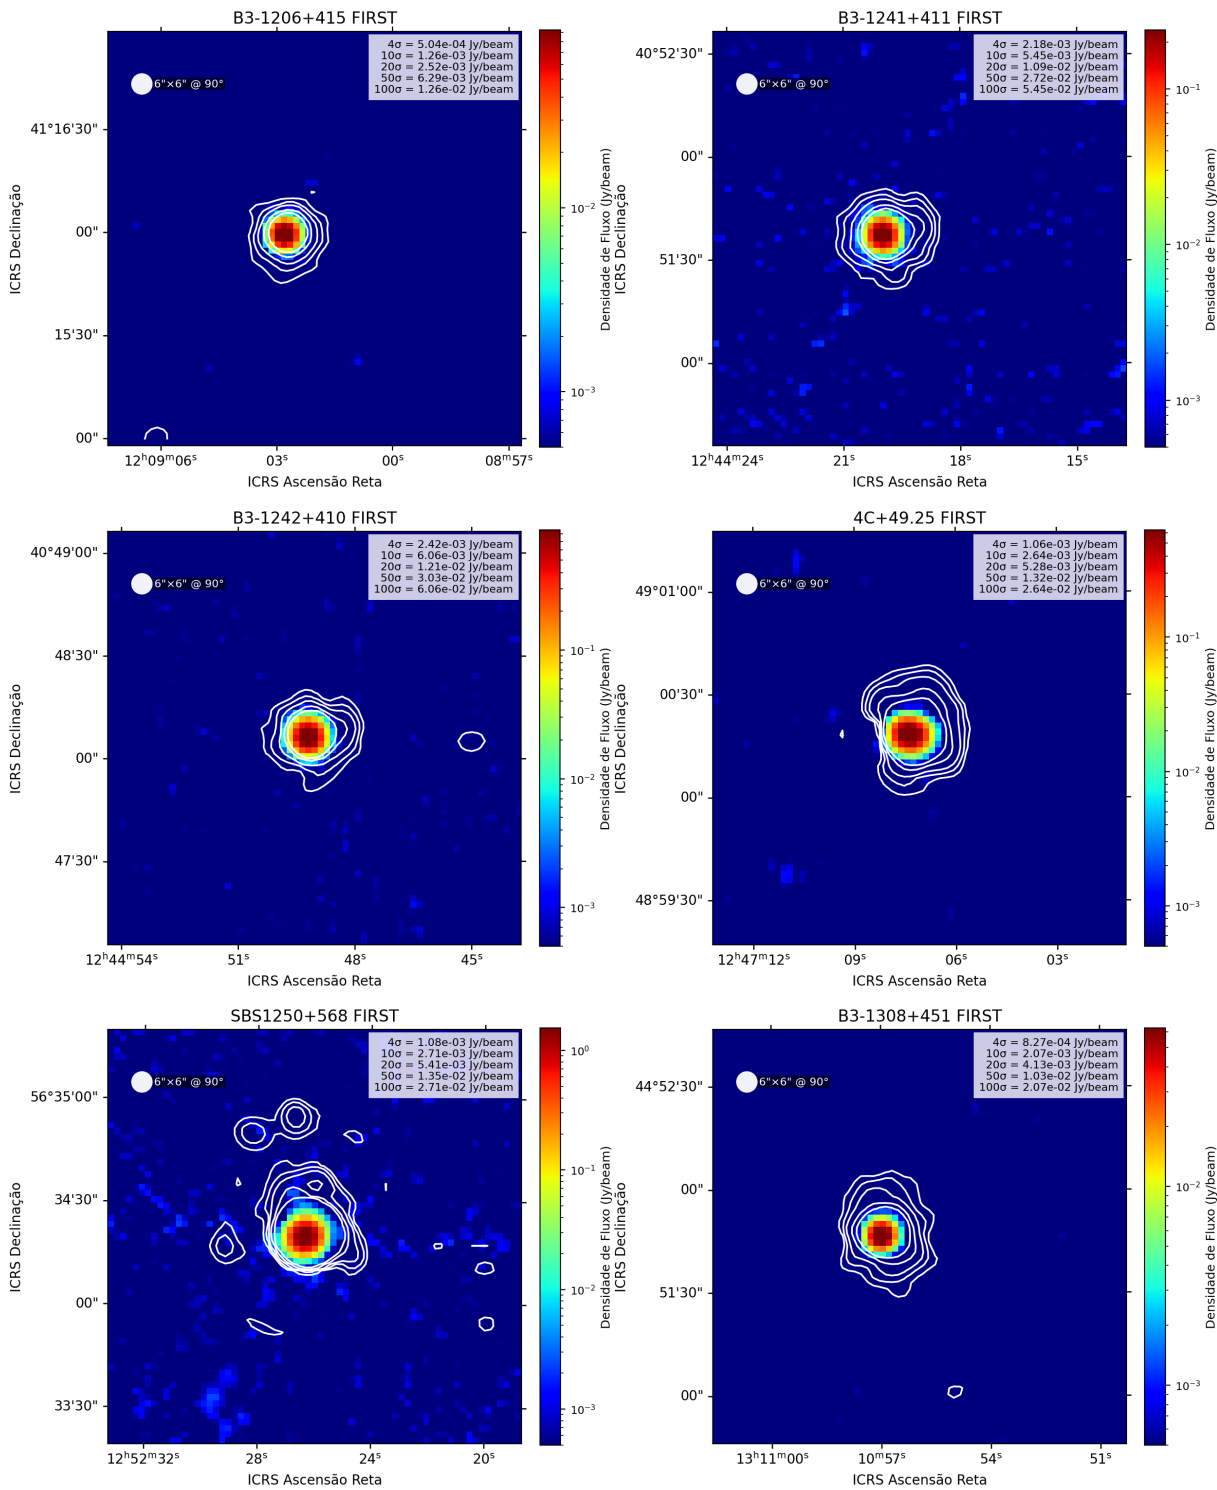 B3-1206+415 FIRST
4σ = 5.04e-04 Jy/beam
10σ = 1.26e-03 Jy/beam
20σ = 2.52e-03 Jy/beam
50σ = 6.29e-03 Jy/beam
100σ = 1.26e-02 Jy/beam
6"×6" @ 90°
41°16'30"
00"
15'30"
00"
12ʰ09ᵐ06ˢ
03ˢ
00ˢ
08ᵐ57ˢ
ICRS Ascensão Reta
ICRS Declinação
10⁻²
10⁻³
Densidade de Fluxo (Jy/beam)
B3-1241+411 FIRST
4σ = 2.18e-03 Jy/beam
10σ = 5.45e-03 Jy/beam
20σ = 1.09e-02 Jy/beam
50σ = 2.72e-02 Jy/beam
100σ = 5.45e-02 Jy/beam
6"×6" @ 90°
40°52'30"
00"
51'30"
00"
12ʰ44ᵐ24ˢ
21ˢ
18ˢ
15ˢ
ICRS Ascensão Reta
ICRS Declinação
10⁻¹
10⁻²
10⁻³
Densidade de Fluxo (Jy/beam)
B3-1242+410 FIRST
4σ = 2.42e-03 Jy/beam
10σ = 6.06e-03 Jy/beam
20σ = 1.21e-02 Jy/beam
50σ = 3.03e-02 Jy/beam
100σ = 6.06e-02 Jy/beam
6"×6" @ 90°
40°49'00"
48'30"
00"
47'30"
12ʰ44ᵐ54ˢ
51ˢ
48ˢ
45ˢ
ICRS Ascensão Reta
ICRS Declinação
10⁻¹
10⁻²
10⁻³
Densidade de Fluxo (Jy/beam)
4C+49.25 FIRST
4σ = 1.06e-03 Jy/beam
10σ = 2.64e-03 Jy/beam
20σ = 5.28e-03 Jy/beam
50σ = 1.32e-02 Jy/beam
100σ = 2.64e-02 Jy/beam
6"×6" @ 90°
49°01'00"
00'30"
00"
48°59'30"
12ʰ47ᵐ12ˢ
09ˢ
06ˢ
03ˢ
ICRS Ascensão Reta
ICRS Declinação
10⁻¹
10⁻²
10⁻³
Densidade de Fluxo (Jy/beam)
SBS1250+568 FIRST
4σ = 1.08e-03 Jy/beam
10σ = 2.71e-03 Jy/beam
20σ = 5.41e-03 Jy/beam
50σ = 1.35e-02 Jy/beam
100σ = 2.71e-02 Jy/beam
6"×6" @ 90°
56°35'00"
34'30"
00"
33'30"
12ʰ52ᵐ32ˢ
28ˢ
24ˢ
20ˢ
ICRS Ascensão Reta
ICRS Declinação
10⁰
10⁻¹
10⁻²
10⁻³
Densidade de Fluxo (Jy/beam)
B3-1308+451 FIRST
4σ = 8.27e-04 Jy/beam
10σ = 2.07e-03 Jy/beam
20σ = 4.13e-03 Jy/beam
50σ = 1.03e-02 Jy/beam
100σ = 2.07e-02 Jy/beam
6"×6" @ 90°
44°52'30"
00"
51'30"
00"
13ʰ11ᵐ00ˢ
10ᵐ57ˢ
54ˢ
51ˢ
ICRS Ascensão Reta
ICRS Declinação
10⁻²
10⁻³
Densidade de Fluxo (Jy/beam)